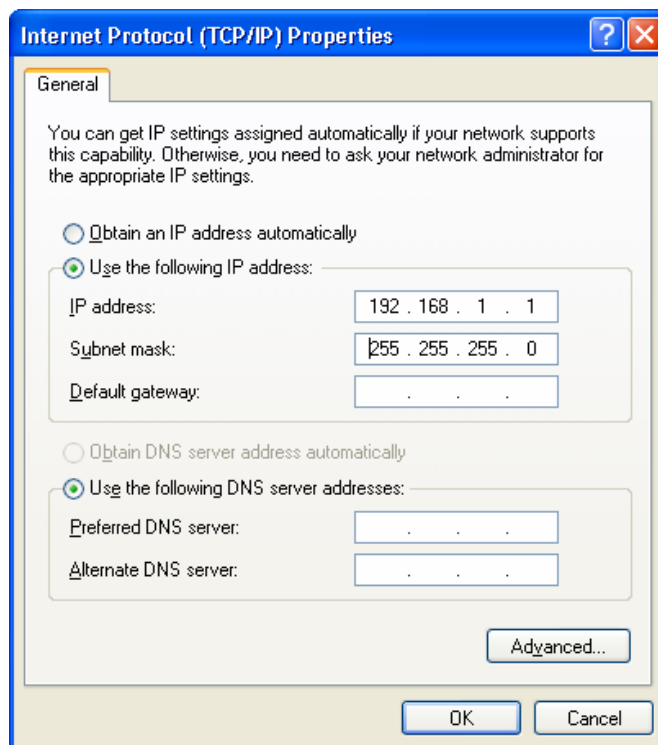 Internet Protocol (TCP/IP) Properties
General
You can get IP settings assigned automatically if your network supports
this capability. Otherwise, you need to ask your network administrator for
the appropriate IP settings.
Obtain an IP address automatically
Use the following IP address:
IP address: 192 . 168 . 1 . 1
Subnet mask: 255 . 255 . 255 . 0
Default gateway: . . .
Obtain DNS server address automatically
Use the following DNS server addresses:
Preferred DNS server: . . .
Alternate DNS server: . . .
Advanced...
OK Cancel